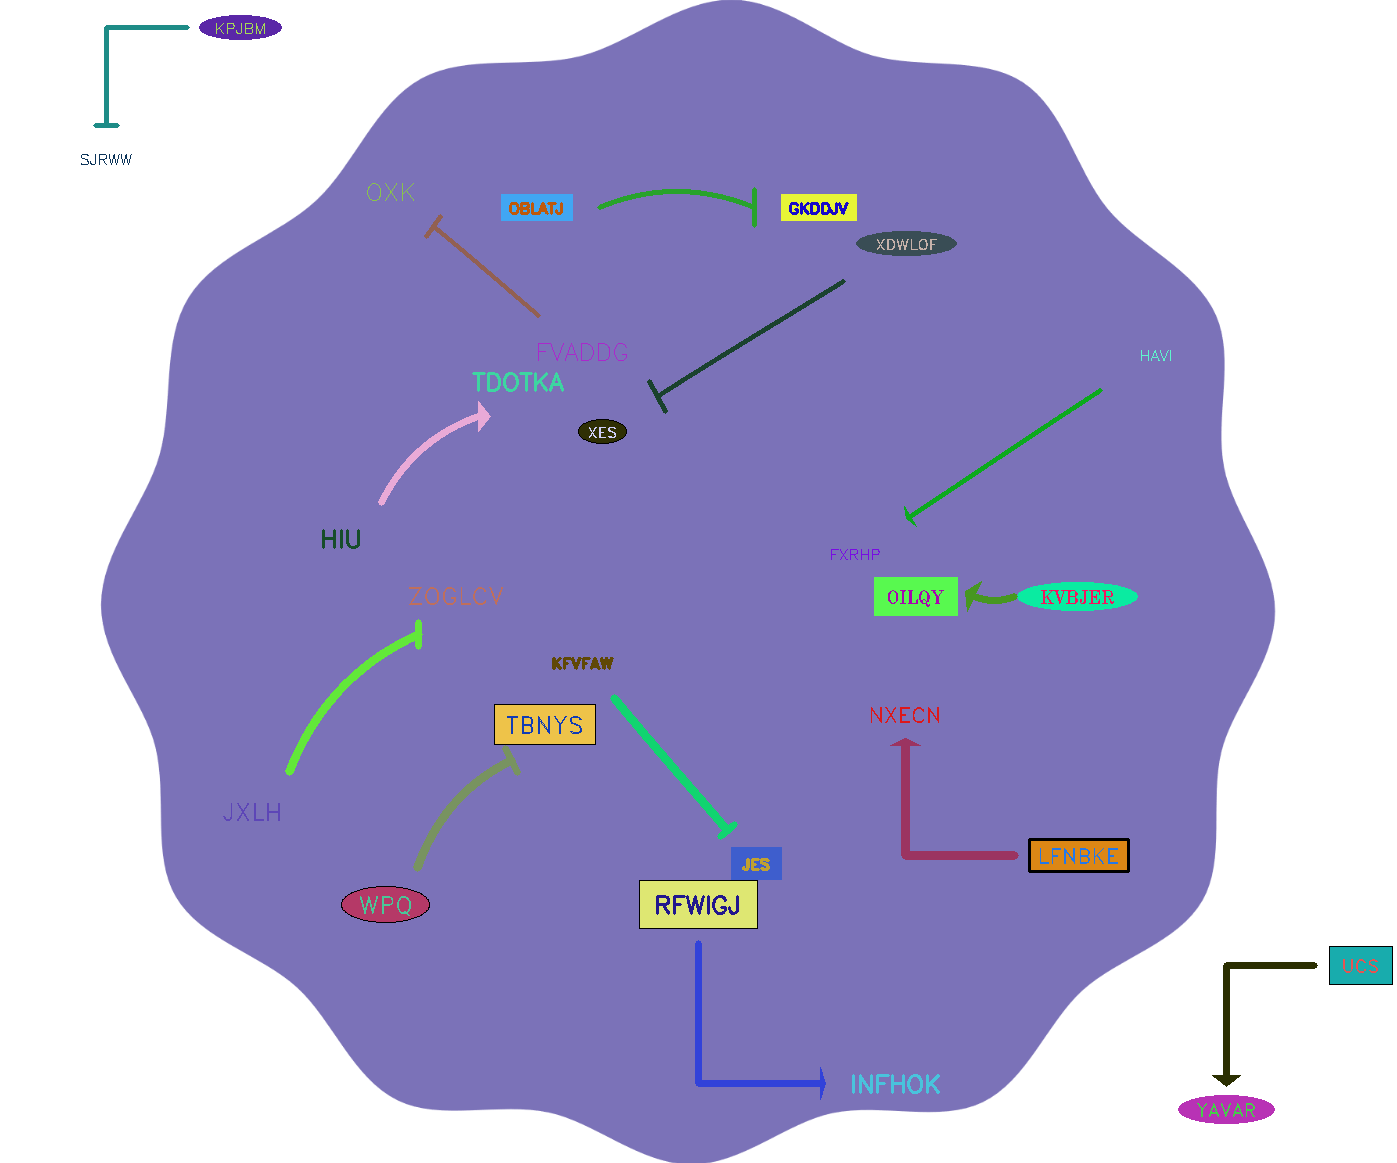 KPJBM
SJRWW
OXK
OBLATJ
GKDDJV
XDWLOF
FVADDG
HAVI
TDOTKA
XES
HIU
FXRHP
ZOGLCV
OILQY
KVBJER
KFVFAW
NXECN
TBNYS
JXLH
LFNBKE
JES
WPQ
RFWIGJ
UCS
INFHOK
YAVAR